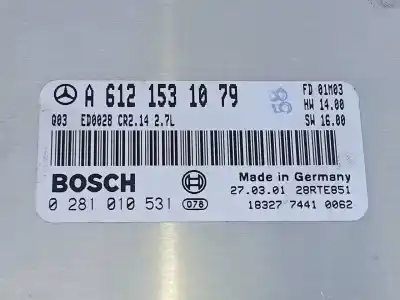 A 612 153 10 79
FD 01M03
HW 14.00
Q03 ED0028 CR2.14 2.7L
SW 16.00
BOSCH
Made in Germany
27.03.01 28RTE851
0 281 010 531 078
18327 7441 0062